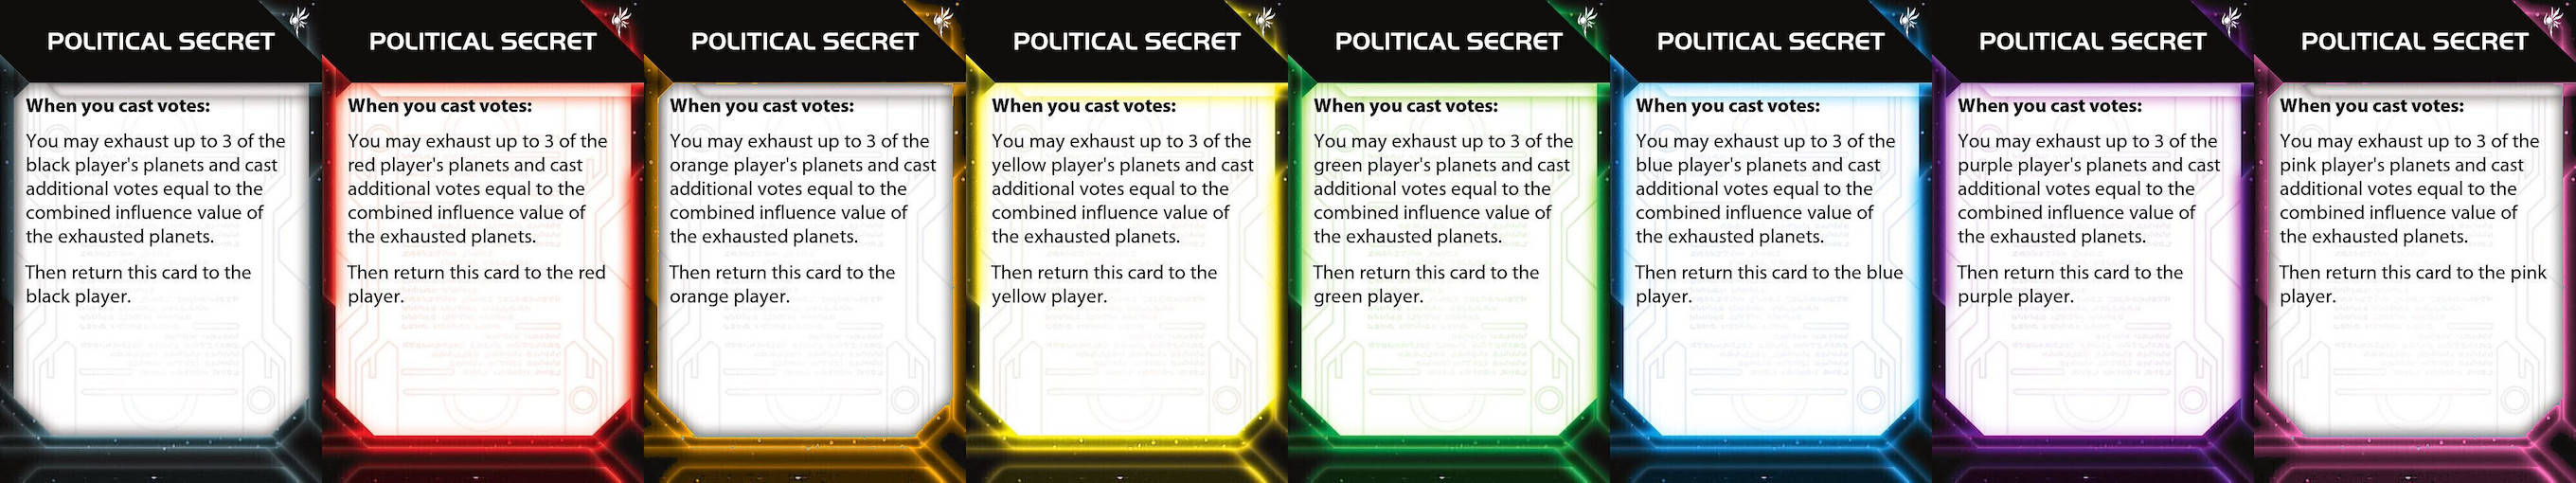 POLITICAL SECRET
When you cast votes:
You may exhaust up to 3 of the
black player's planets and cast
additional votes equal to the
combined influence value of
the exhausted planets.
Then return this card to the
black player.
POLITICAL SECRET
When you cast votes:
You may exhaust up to 3 of the
red player's planets and cast
additional votes equal to the
combined influence value of
the exhausted planets.
Then return this card to the red
player.
POLITICAL SECRET
When you cast votes:
You may exhaust up to 3 of the
orange player's planets and cast
additional votes equal to the
combined influence value of
the exhausted planets.
Then return this card to the
orange player.
POLITICAL SECRET
When you cast votes:
You may exhaust up to 3 of the
yellow player's planets and cast
additional votes equal to the
combined influence value of
the exhausted planets.
Then return this card to the
yellow player.
POLITICAL SECRET
When you cast votes:
You may exhaust up to 3 of the
green player's planets and cast
additional votes equal to the
combined influence value of
the exhausted planets.
Then return this card to the
green player.
POLITICAL SECRET
When you cast votes:
You may exhaust up to 3 of the
blue player's planets and cast
additional votes equal to the
combined influence value of
the exhausted planets.
Then return this card to the blue
player.
POLITICAL SECRET
When you cast votes:
You may exhaust up to 3 of the
purple player's planets and cast
additional votes equal to the
combined influence value of
the exhausted planets.
Then return this card to the
purple player.
POLITICAL SECRET
When you cast votes:
You may exhaust up to 3 of the
pink player's planets and cast
additional votes equal to the
combined influence value of
the exhausted planets.
Then return this card to the pink
player.